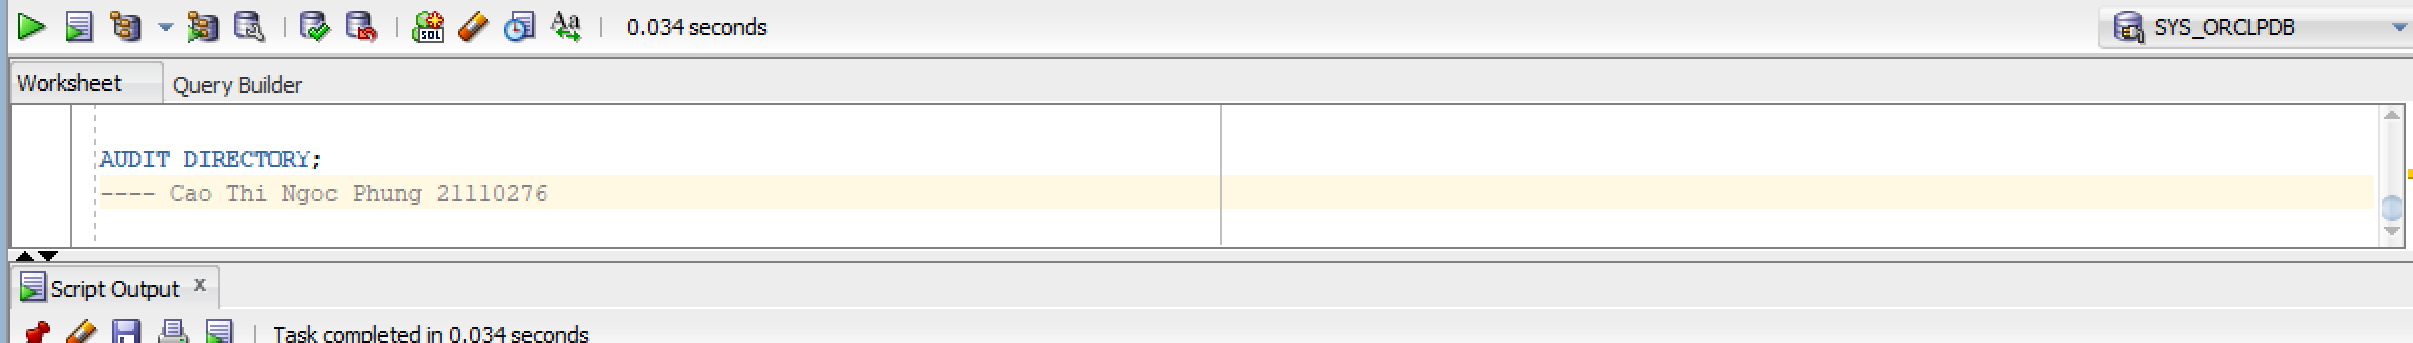 0.034 seconds
SYS_ORCLPDB
Worksheet
Query Builder
AUDIT DIRECTORY;
---- Cao Thi Ngoc Phung 21110276
Script Output x
Task completed in 0.034 seconds